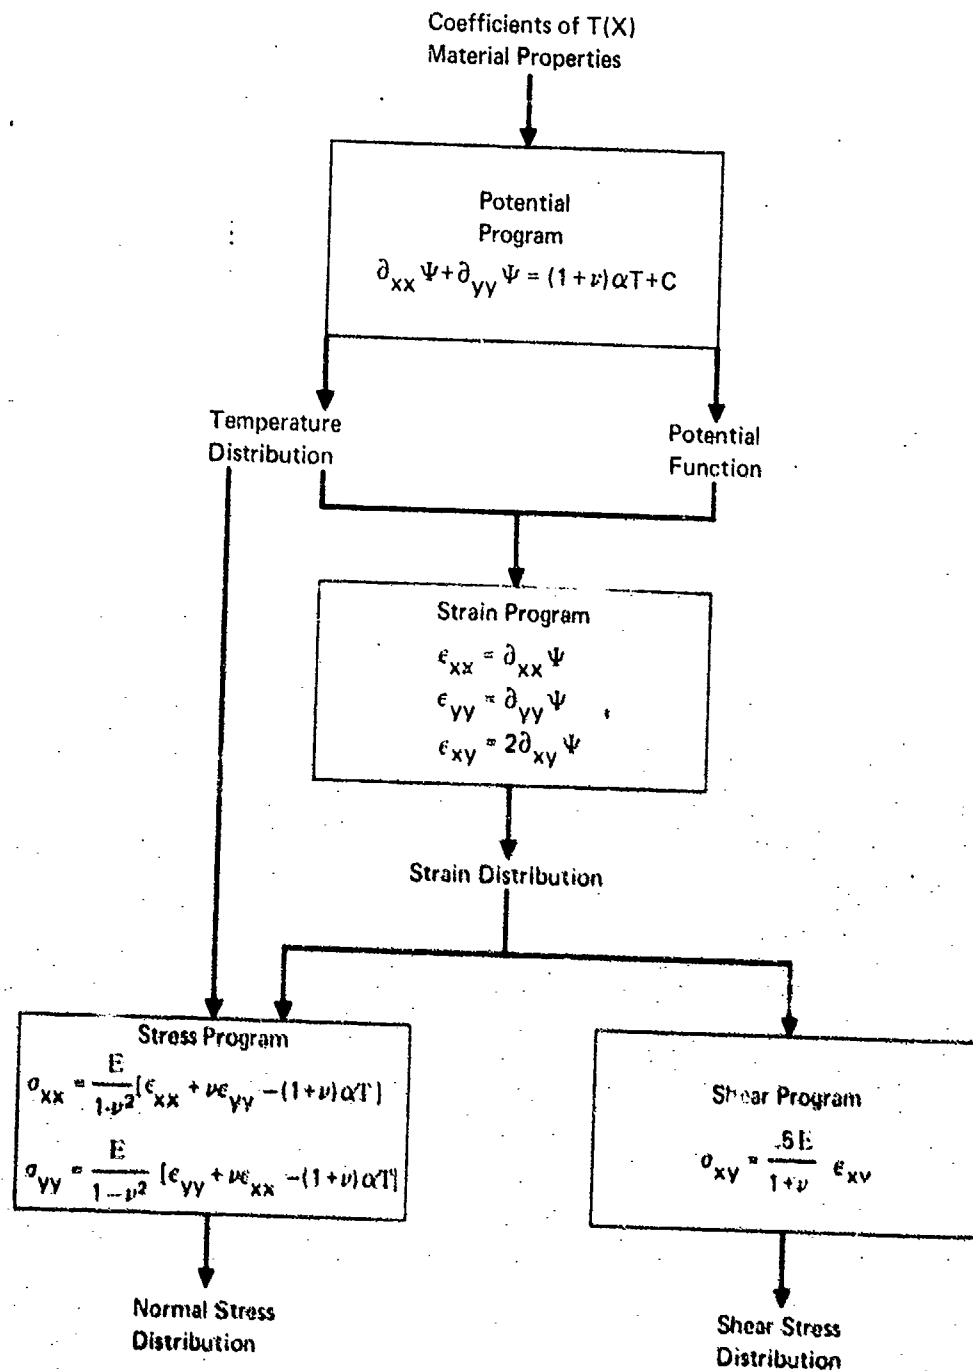 Coefficients of T(X)
Material Properties
Potential
Program
∂xx Ψ+∂yy Ψ = (1+ν)αT+C
Temperature
Distribution
Potential
Function
Strain Program
ϵxx = ∂xx Ψ
ϵyy = ∂yy Ψ
ϵxy = 2∂xy Ψ
Strain Distribution
Stress Program
σxx = E/1-ν² [ϵxx + νϵyy -(1+ν)αT]
σyy = E/1-ν² [ϵyy + νϵxx -(1+ν)αT]
Shear Program
σxy = .5E/1+ν ϵxy
Normal Stress
Distribution
Shear Stress
Distribution